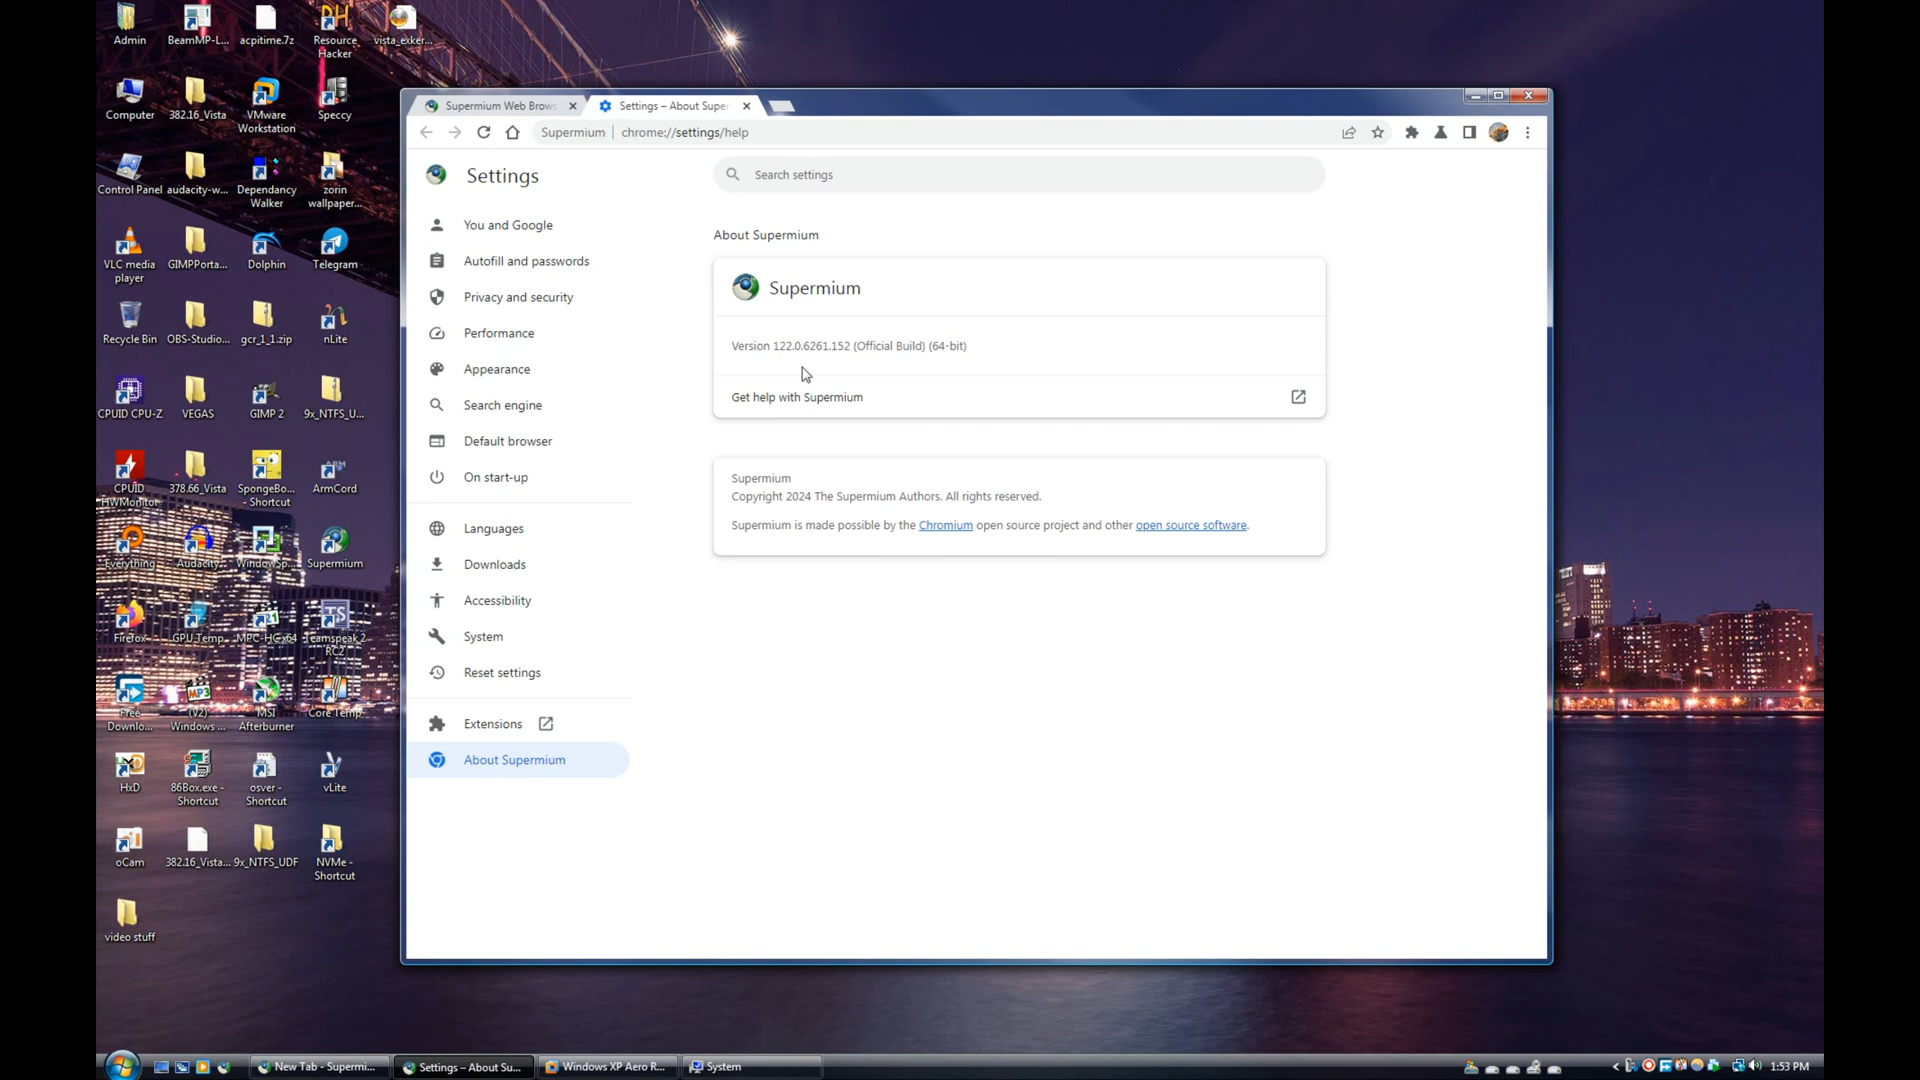 Admin
BeamMP-L...
acpitime.7z
Resource
Hacker
vista_exker...
Computer
382.16_Vista
VMware
Workstation
Speccy
Control Panel
audacity-w...
Dependancy
Walker
zorin
wallpaper...
VLC media
player
GIMPPorta...
Dolphin
Telegram
Recycle Bin
OBS-Studio...
gcr_1_1.zip
nLite
CPUID CPU-Z
VEGAS
GIMP 2
9x_NTFS_U...
CPUID
HWMonitor
378.66_Vista
SpongeBo...
- Shortcut
ArmCord
Everything
Audacity
WindowSp...
Supermium
Firefox
GPU Temp
MPC-HC x64
Teamspeak 2
RC2
Free
Downlo...
(V2)
Windows ...
MSI
Afterburner
Core Temp
HxD
86Box.exe -
Shortcut
osver -
Shortcut
vLite
oCam
382.16_Vista...
9x_NTFS_UDF
NVMe -
Shortcut
video stuff
Supermium Web Brows
Settings – About Super
Supermium | chrome://settings/help
Settings
Search settings
You and Google
Autofill and passwords
Privacy and security
Performance
Appearance
Search engine
Default browser
On start-up
Languages
Downloads
Accessibility
System
Reset settings
Extensions
About Supermium
About Supermium
Supermium
Version 122.0.6261.152 (Official Build) (64-bit)
Get help with Supermium
Supermium
Copyright 2024 The Supermium Authors. All rights reserved.
Supermium is made possible by the Chromium open source project and other open source software.
New Tab - Supermi...
Settings – About Su...
Windows XP Aero R...
System
1:53 PM